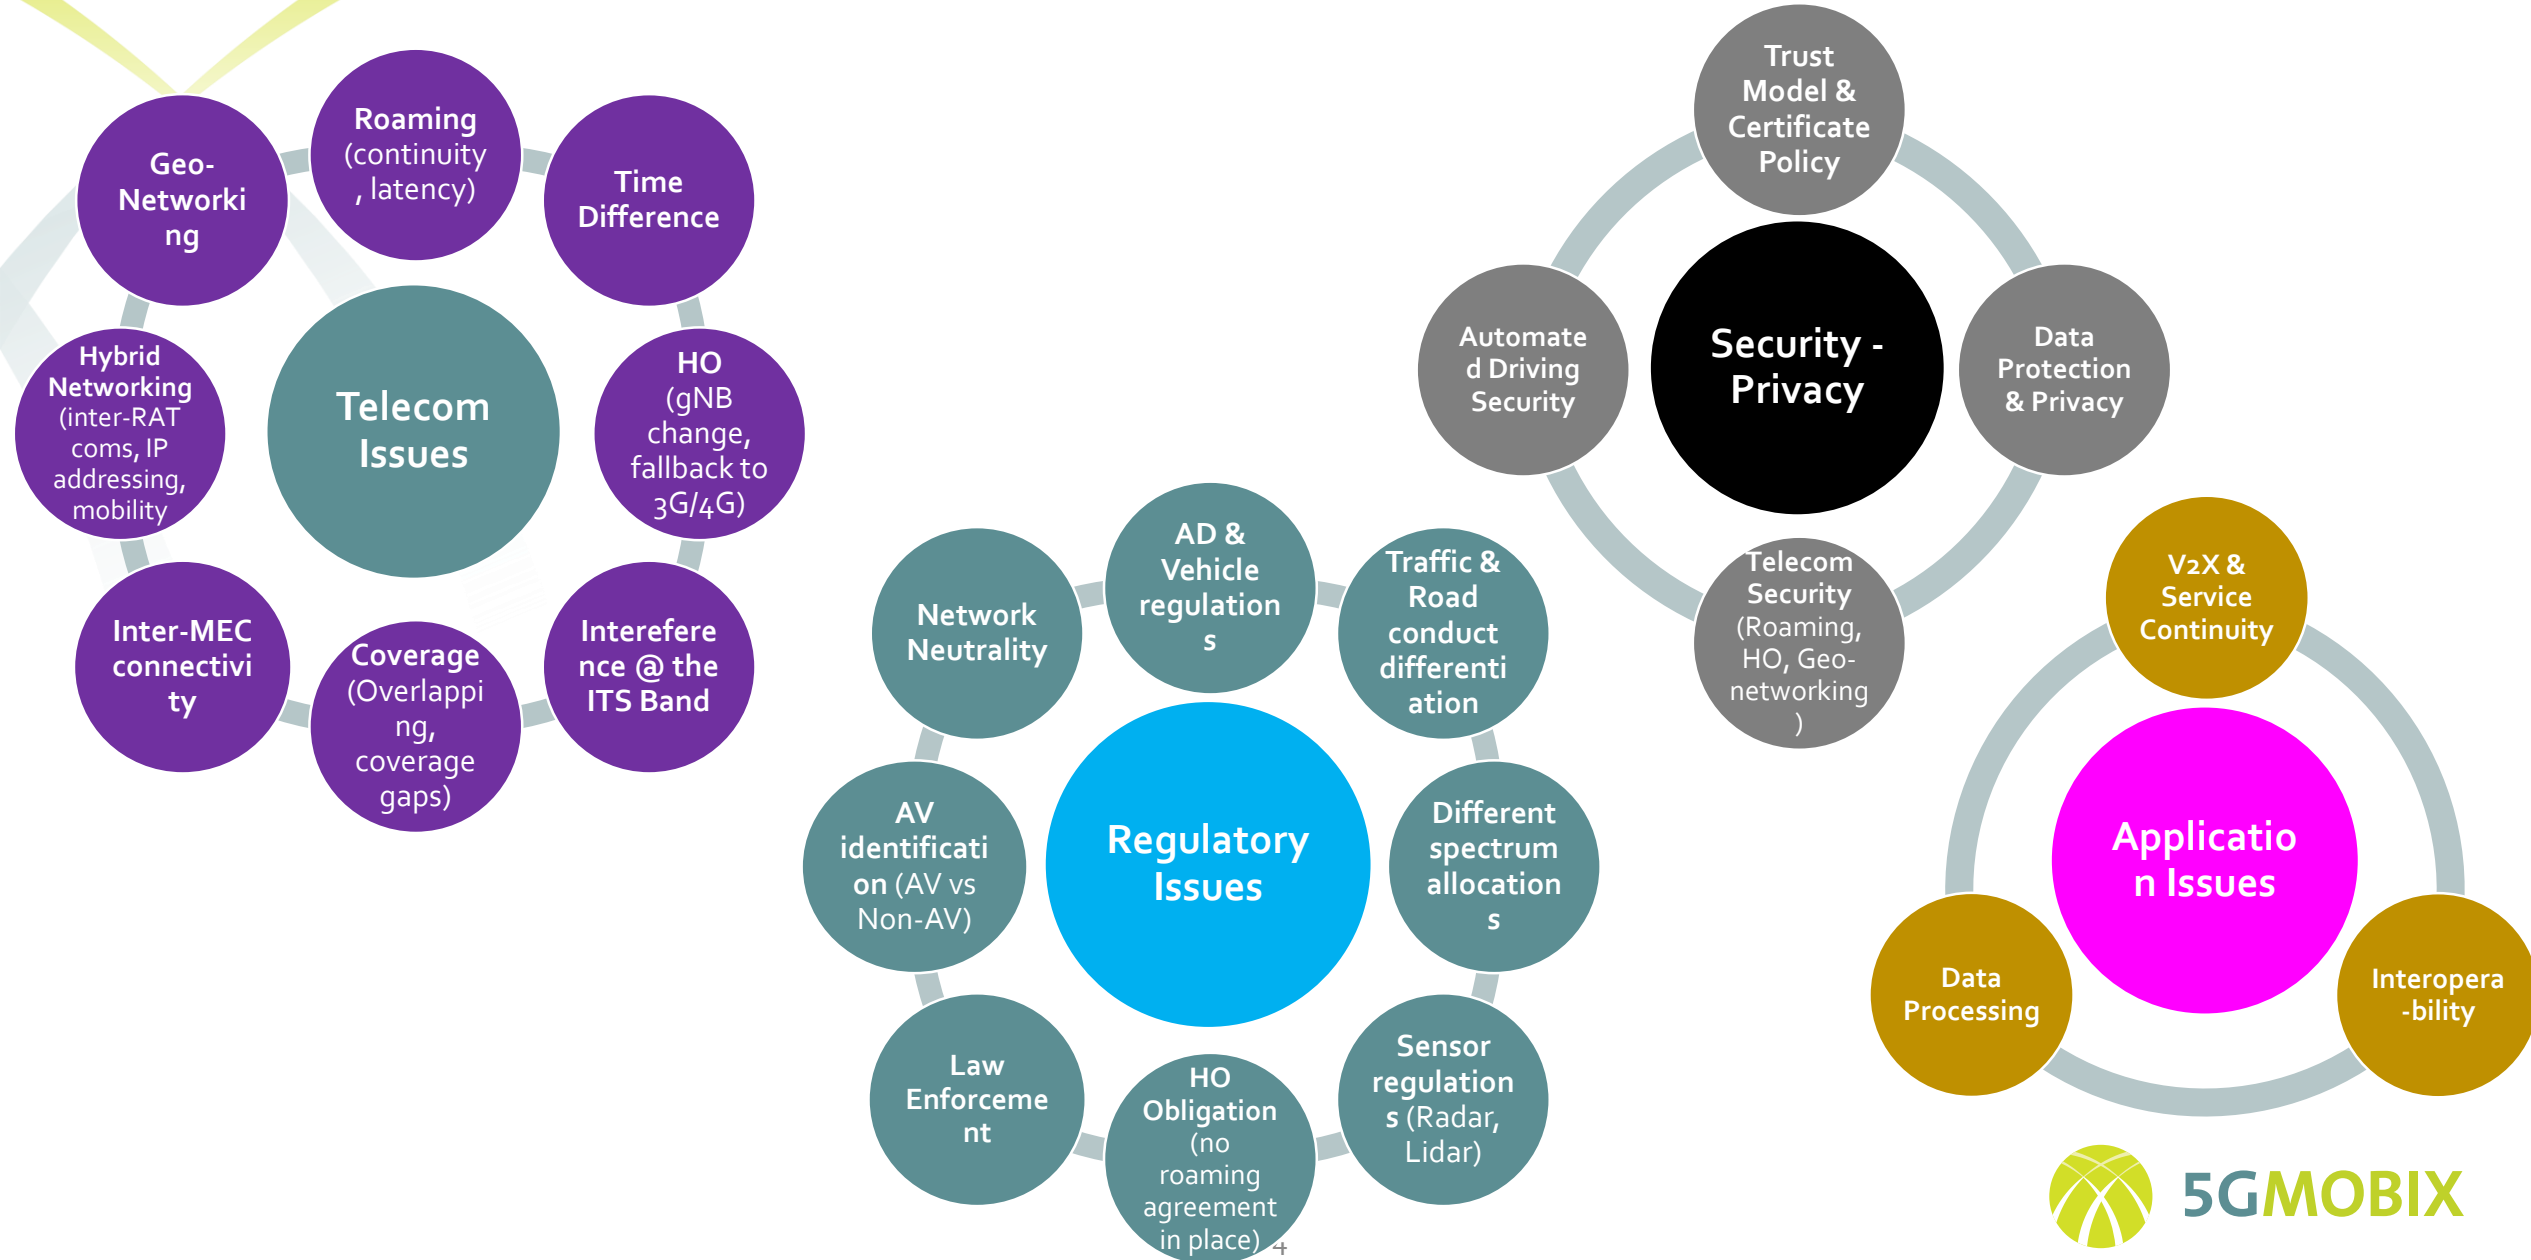 Roaming
(continuity
, latency)
Time
Difference
HO
(gNB
change,
fallback to
3G/4G)
Interefere
nce @ the
ITS Band
Coverage
(Overlappi
ng,
coverage
gaps)
Inter-MEC
connectivi
ty
Hybrid
Networking
(inter-RAT
coms, IP
addressing,
mobility
Geo-
Networki
ng
Telecom
Issues
AD &
Vehicle
regulation
s
Traffic &
Road
conduct
differenti
ation
Different
spectrum
allocation
s
Sensor
regulation
s (Radar,
Lidar)
HO
Obligation
(no
roaming
agreement
in place)
Law
Enforceme
nt
AV
identificati
on (AV vs
Non-AV)
Network
Neutrality
Regulatory
Issues
Trust
Model &
Certificate
Policy
Data
Protection
& Privacy
Telecom
Security
(Roaming,
HO, Geo-
networking
)
Automate
d Driving
Security
Security -
Privacy
V2X &
Service
Continuity
Interopera
-bility
Data
Processing
Applicatio
n Issues
5GMOBIX
4